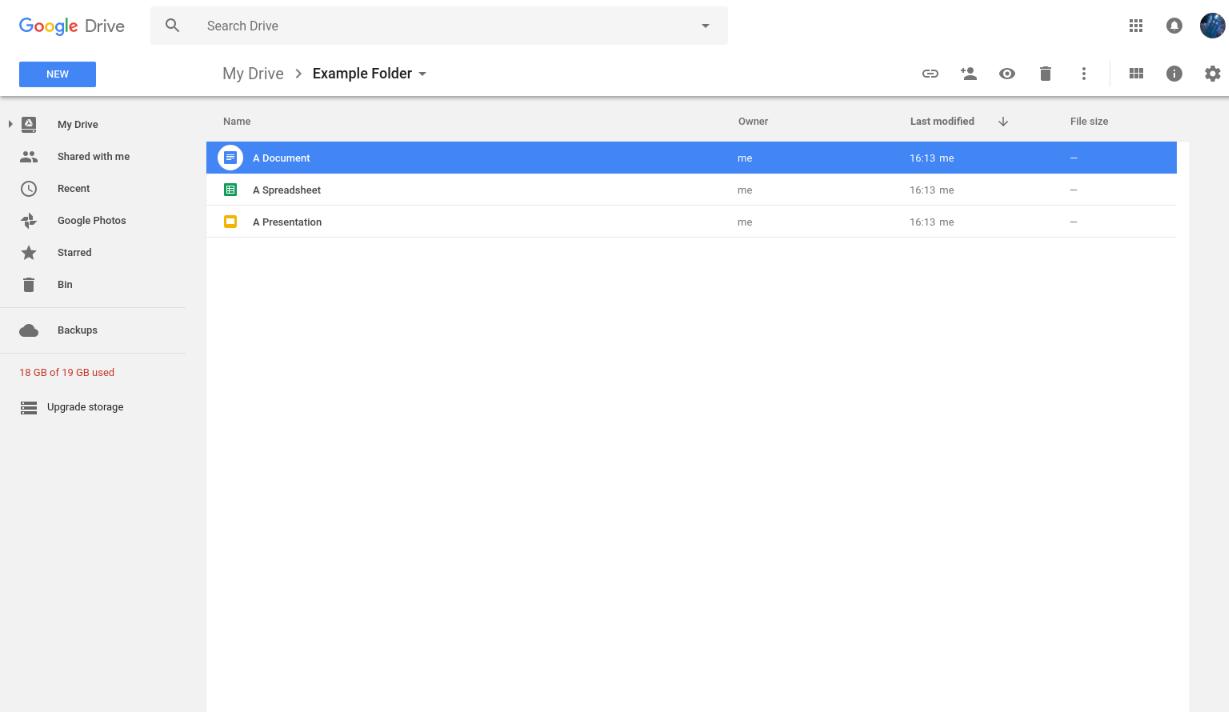 Google Drive
Search Drive
NEW
My Drive > Example Folder
Name Owner Last modified File size
My Drive
Shared with me
Recent
Google Photos
Starred
Bin
Backups
18 GB of 19 GB used
Upgrade storage
A Document me 16:13 me —
A Spreadsheet me 16:13 me —
A Presentation me 16:13 me —